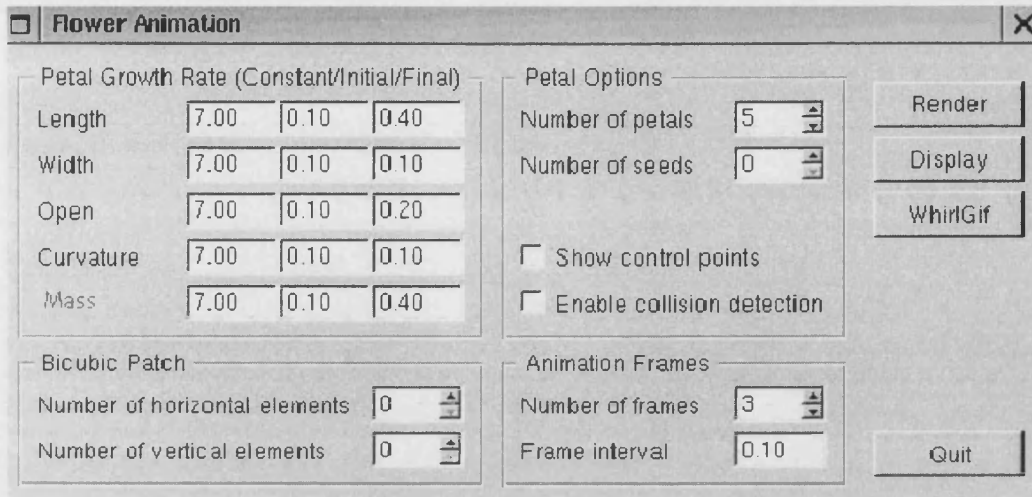 Flower Animation
Petal Growth Rate (Constant/Initial/Final)
Length 7.00 0.10 0.40
Width 7.00 0.10 0.10
Open 7.00 0.10 0.20
Curvature 7.00 0.10 0.10
Mass 7.00 0.10 0.40
Petal Options
Number of petals 5
Number of seeds 0
Show control points
Enable collision detection
Render
Display
WhirlGif
Bicubic Patch
Number of horizontal elements 0
Number of vertical elements 0
Animation Frames
Number of frames 3
Frame interval 0.10
Quit